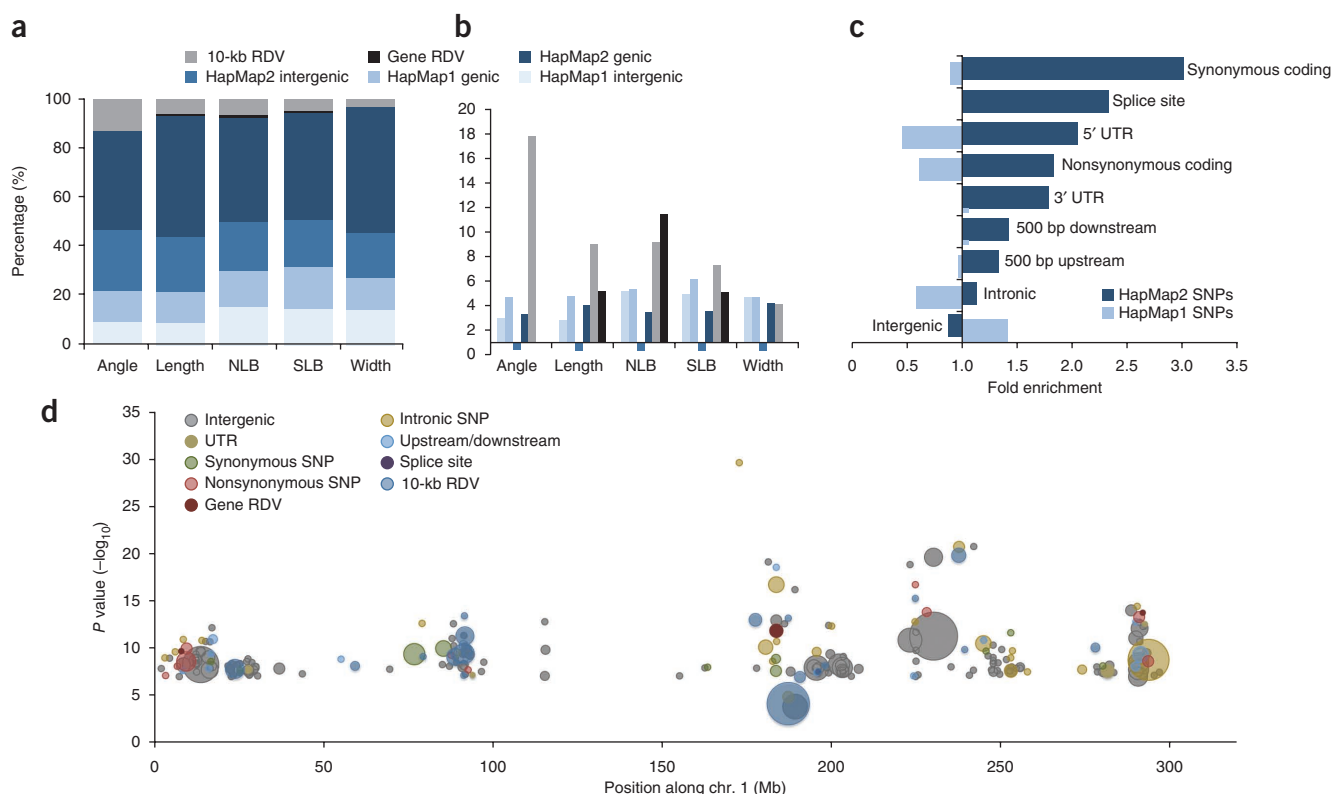 a
10-kb RDV
Gene RDV
HapMap2 genic
HapMap2 intergenic
HapMap1 genic
HapMap1 intergenic
Percentage (%)
100
80
60
40
20
0
Angle
Length
NLB
SLB
Width
b
20
18
16
14
12
10
8
6
4
2
0
Angle
Length
NLB
SLB
Width
c
Synonymous coding
Splice site
5′ UTR
Nonsynonymous coding
3′ UTR
500 bp downstream
500 bp upstream
Intronic
Intergenic
HapMap2 SNPs
HapMap1 SNPs
0
0.5
1.0
1.5
2.0
2.5
3.0
3.5
Fold enrichment
d
Intergenic
Intronic SNP
UTR
Upstream/downstream
Synonymous SNP
Splice site
Nonsynonymous SNP
10-kb RDV
Gene RDV
P value (–log10)
35
30
25
20
15
10
5
0
0
50
100
150
200
250
300
Position along chr. 1 (Mb)